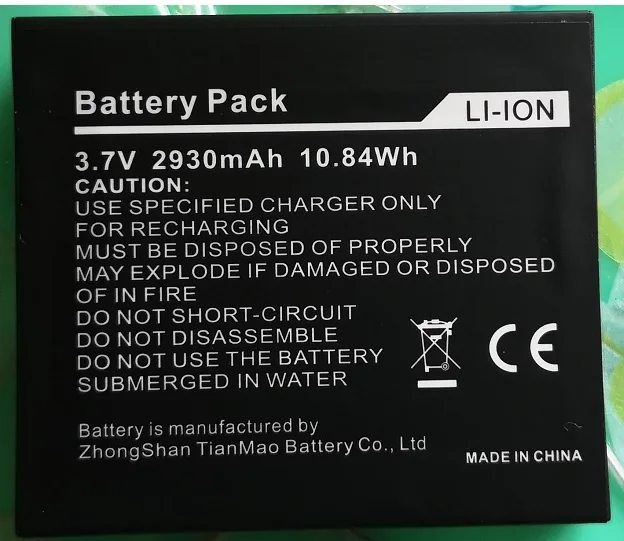 Battery Pack
LI-ION
3.7V 2930mAh 10.84Wh
CAUTION:
USE SPECIFIED CHARGER ONLY
FOR RECHARGING
MUST BE DISPOSED OF PROPERLY
MAY EXPLODE IF DAMAGED OR DISPOSED
OF IN FIRE
DO NOT SHORT-CIRCUIT
DO NOT DISASSEMBLE
DO NOT USE THE BATTERY
SUBMERGED IN WATER
CE
Battery is manufactured by
ZhongShan TianMao Battery Co., Ltd
MADE IN CHINA